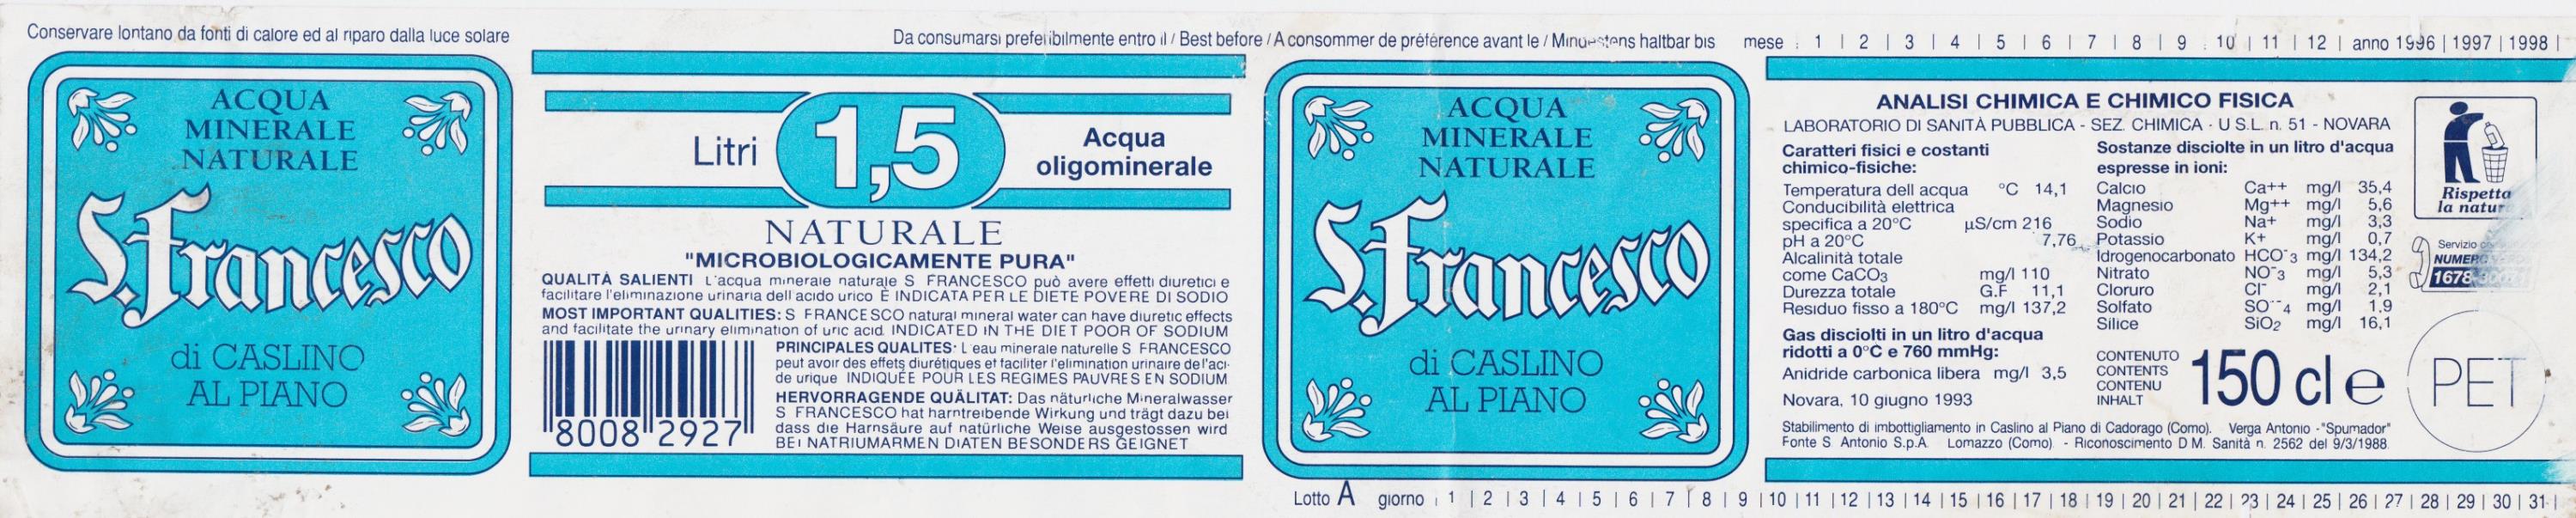 Conservare lontano da fonti di calore ed al riparo dalla luce solare
ACQUA
MINERALE
NATURALE
S. Francesco
di CASLINO
AL PIANO
Litri 1,5 Acqua
oligominerale
NATURALE
"MICROBIOLOGICAMENTE PURA"
QUALITÀ SALIENTI L'acqua minerale naturale S FRANCESCO può avere effetti diuretici e
facilitare l'eliminazione urinaria dell acido urico È INDICATA PER LE DIETE POVERE DI SODIO
MOST IMPORTANT QUALITIES: S FRANCESCO natural mineral water can have diuretic effects
and facilitate the urinary elimination of uric acid INDICATED IN THE DIET POOR OF SODIUM
PRINCIPALES QUALITES: L'eau minerale naturelle S FRANCESCO
peut avoir des effets diurétiques et faciliter l'elimination urinaire de l'aci-
de urique INDIQUÉE POUR LES REGIMES PAUVRES EN SODIUM
HERVORRAGENDE QUÄLITAT: Das näturliche Mineralwasser
S FRANCESCO hat harntreibende Wirkung und trägt dazu bei
dass die Harnsäure auf natürliche Weise ausgestossen wird
BEI NATRIUMARMEN DIATEN BESONDERS GEIGNET
8008 2927
Da consumarsi preferibilmente entro il / Best before / A consommer de préférence avant le / Mindestens haltbar bis mese 1 | 2 | 3 | 4 | 5 | 6 | 7 | 8 | 9 | 10 | 11 | 12 | anno 1996 | 1997 | 1998 |
ACQUA
MINERALE
NATURALE
S. Francesco
di CASLINO
AL PIANO
ANALISI CHIMICA E CHIMICO FISICA
LABORATORIO DI SANITÀ PUBBLICA - SEZ. CHIMICA - U S.L. n. 51 - NOVARA
Caratteri fisici e costanti
chimico-fisiche:
Temperatura dell acqua °C 14,1
Conducibilità elettrica
specifica a 20°C µS/cm 216
pH a 20°C 7,76
Alcalinità totale
come CaCO3 mg/l 110
Durezza totale G.F 11,1
Residuo fisso a 180°C mg/l 137,2
Gas disciolti in un litro d'acqua
ridotti a 0°C e 760 mmHg:
Anidride carbonica libera mg/l 3,5
Novara, 10 giugno 1993
Sostanze disciolte in un litro d'acqua
espresse in ioni:
Calcio Ca++ mg/l 35,4
Magnesio Mg++ mg/l 5,6
Sodio Na+ mg/l 3,3
Potassio K+ mg/l 0,7
Idrogenocarbonato HCO-3 mg/l 134,2
Nitrato NO-3 mg/l 5,3
Cloruro Cl- mg/l 2,1
Solfato SO--4 mg/l 1,9
Silice SiO2 mg/l 16,1
CONTENUTO
CONTENTS
CONTENU
INHALT
150 cl e
Stabilimento di imbottigliamento in Caslino al Piano di Cadorago (Como). Verga Antonio - "Spumador"
Fonte S Antonio S.p.A. Lomazzo (Como) - Riconoscimento D M. Sanità n. 2562 del 9/3/1988.
Rispetta
la natura
Servizio
NUMERO
1678
PET
Lotto A giorno | 1 | 2 | 3 | 4 | 5 | 6 | 7 | 8 | 9 | 10 | 11 | 12 | 13 | 14 | 15 | 16 | 17 | 18 | 19 | 20 | 21 | 22 | 23 | 24 | 25 | 26 | 27 | 28 | 29 | 30 | 31 |